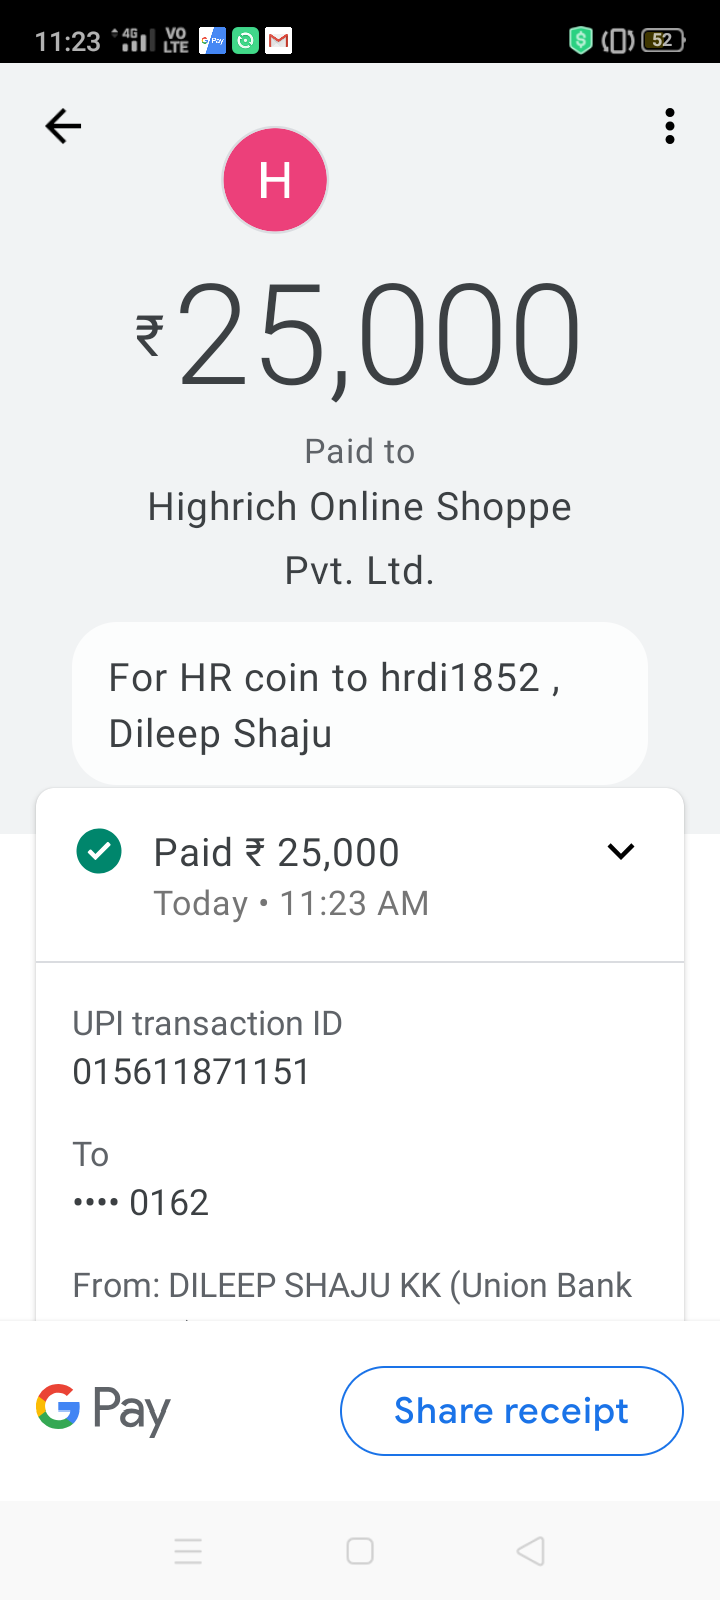 11:23 4G VO LTE G Pay 52
H
₹25,000
Paid to
Highrich Online Shoppe
Pvt. Ltd.
For HR coin to hrdi1852 ,
Dileep Shaju
Paid ₹ 25,000
Today • 11:23 AM
UPI transaction ID
015611871151
To
•••• 0162
From: DILEEP SHAJU KK (Union Bank
G Pay
Share receipt